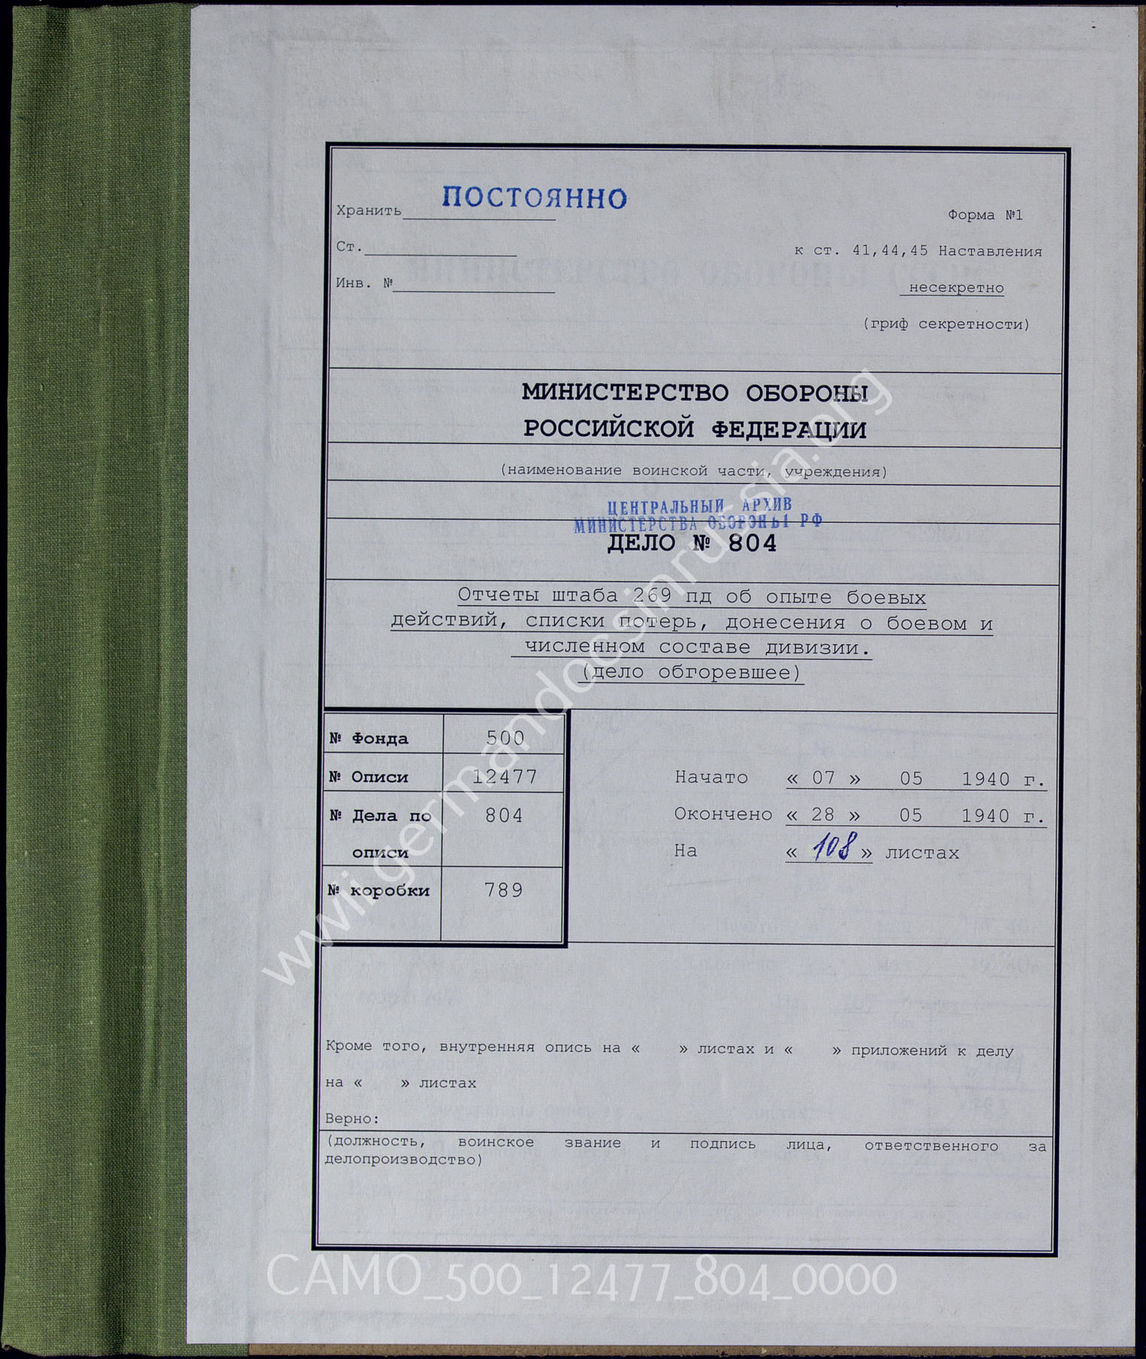 Хранить ПОСТОЯННО
Форма №1
Ст.
к ст. 41,44,45 Наставления
Инв. №
несекретно
(гриф секретности)
МИНИСТЕРСТВО ОБОРОНЫ
РОССИЙСКОЙ ФЕДЕРАЦИИ
(наименование воинской части, учреждения)
ЦЕНТРАЛЬНЫЙ АРХИВ
МИНИСТЕРСТВА ОБОРОНЫ РФ
ДЕЛО № 804
Отчеты штаба 269 пд об опыте боевых
действий, списки потерь, донесения о боевом и
численном составе дивизии.
(дело обгоревшее)
№ Фонда 500
№ Описи 12477
№ Дела по 804
описи
№ коробки 789
Начато « 07 » 05 1940 г.
Окончено « 28 » 05 1940 г.
На « 108 » листах
Кроме того, внутренняя опись на « » листах и « » приложений к делу
на « » листах
Верно:
(должность, воинское звание и подпись лица, ответственного за
делопроизводство)
wwii.germandocsinrussia.org
CAMO_500_12477_804_0000